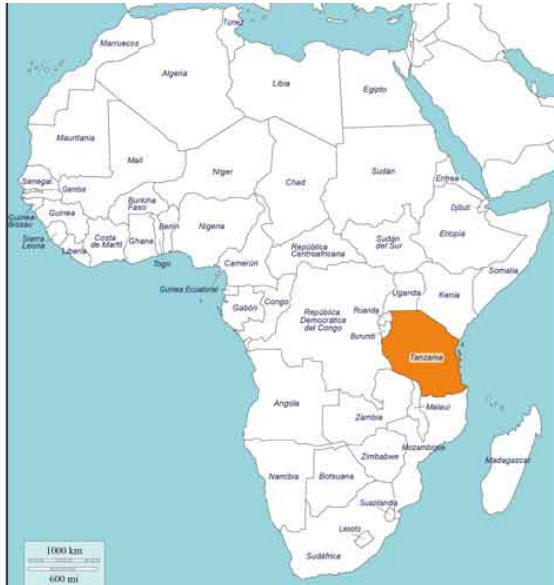 Túnez
Marruecos
Argelia
Libia
Egipto
Mauritania
Malí
Níger
Chad
Sudán
Eritrea
Senegal
Gambia
Burkina
Faso
Djbuti
Guinea
Guinea
Bissau
Sierra
Leona
Liberia
Costa
de Marfil
Ghana
Togo
Benín
Nigeria
Camerún
República
Centroafricana
Sudán
del Sur
Etiopia
Somalia
Guinea Ecuatorial
Gabón
Congo
República
Democrática
del Congo
Uganda
Kenia
Ruanda
Burundi
Tanzania
Angola
Zambia
Malaui
Mozambique
Zimbabwe
Madagascar
Namibia
Botsuana
Suazilandia
Lesoto
Sudáfrica
1000 km
600 mi